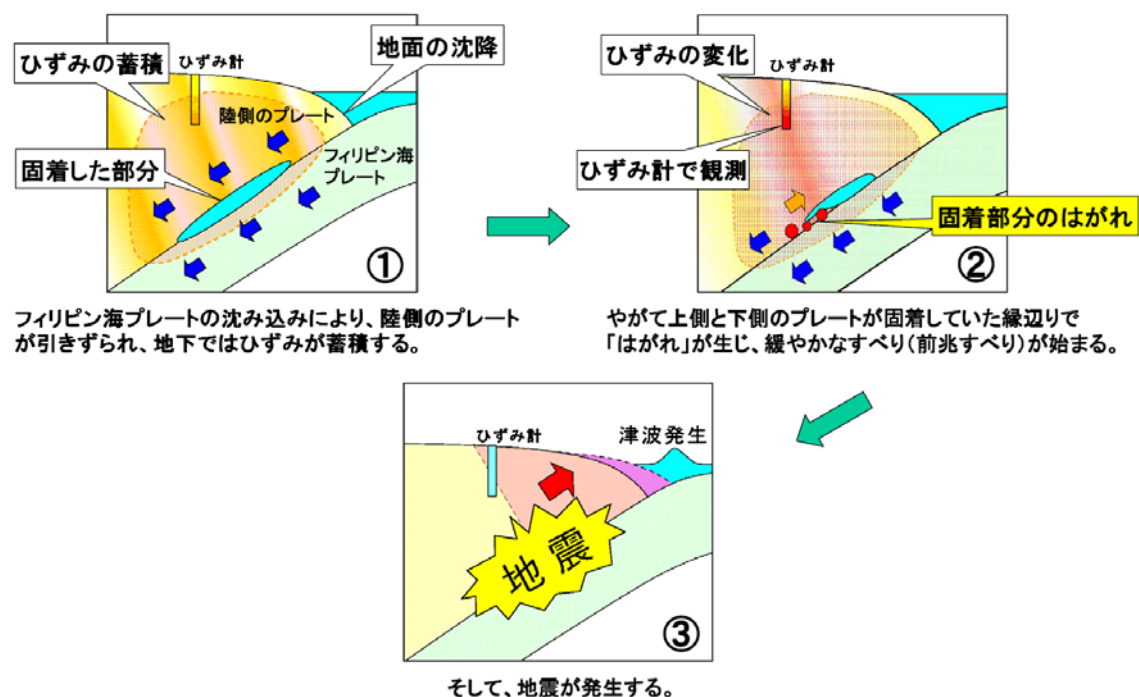 ひずみの蓄積
ひずみ計
地面の沈降
陸側のプレート
固着した部分
フィリピン海
プレート
①
フィリピン海プレートの沈み込みにより、陸側のプレート
が引きずられ、地下ではひずみが蓄積する。
ひずみの変化
ひずみ計
ひずみ計で観測
固着部分のはがれ
②
やがて上側と下側のプレートが固着していた縁辺りで
「はがれ」が生じ、緩やかなすべり(前兆すべり)が始まる。
ひずみ計
津波発生
地震
③
そして、地震が発生する。